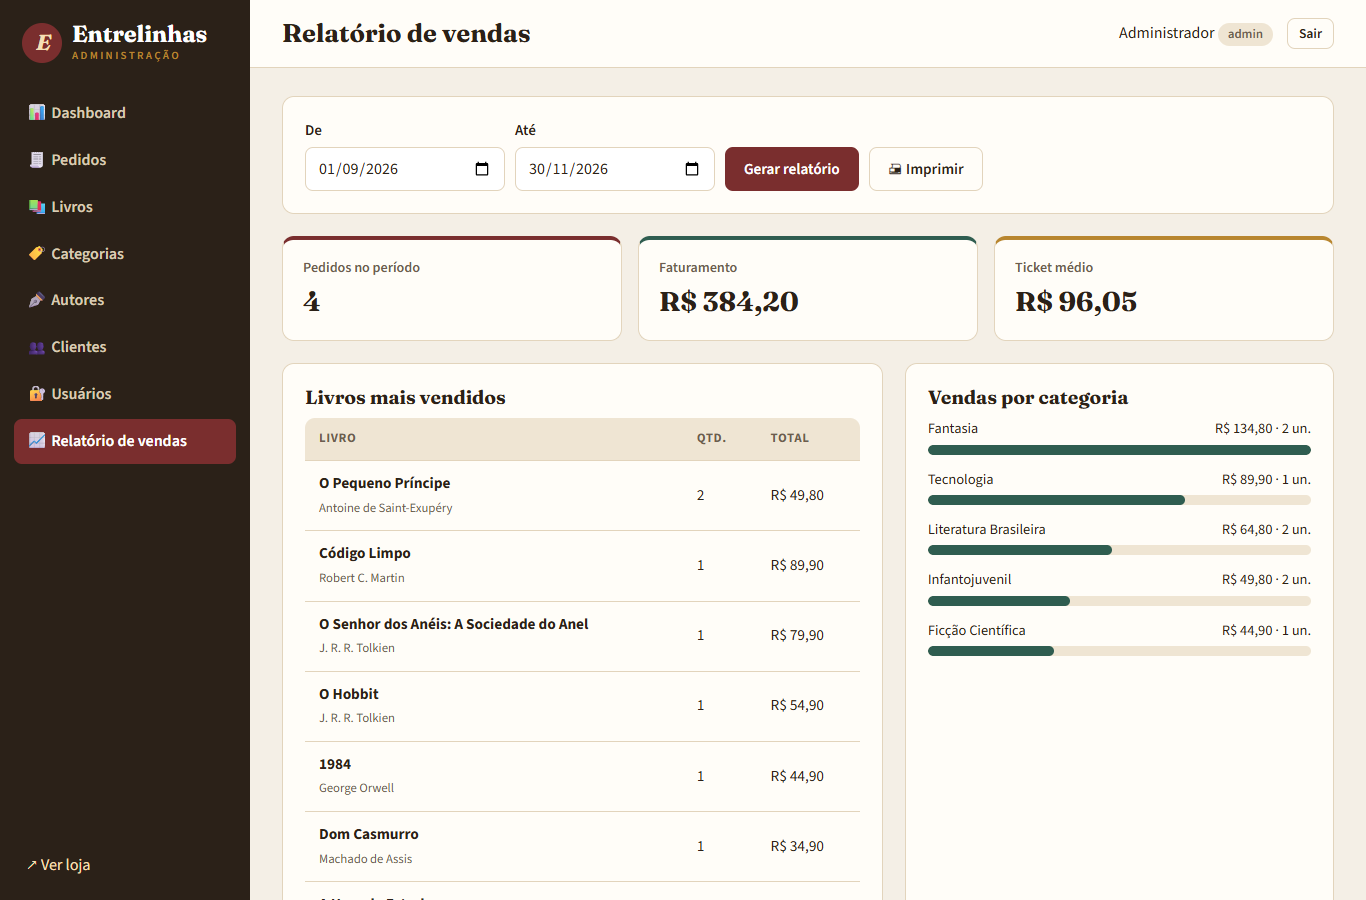 E
Entrelinhas
ADMINISTRAÇÃO
Dashboard
Pedidos
Livros
Categorias
Autores
Clientes
Usuários
Relatório de vendas
↗ Ver loja
Relatório de vendas
Administrador admin
Sair
De
Até
01/09/2026
30/11/2026
Gerar relatório
Imprimir
Pedidos no período
4
Faturamento
R$ 384,20
Ticket médio
R$ 96,05
Livros mais vendidos
LIVRO QTD. TOTAL
O Pequeno Príncipe
Antoine de Saint-Exupéry
2 R$ 49,80
Código Limpo
Robert C. Martin
1 R$ 89,90
O Senhor dos Anéis: A Sociedade do Anel
J. R. R. Tolkien
1 R$ 79,90
O Hobbit
J. R. R. Tolkien
1 R$ 54,90
1984
George Orwell
1 R$ 44,90
Dom Casmurro
Machado de Assis
1 R$ 34,90
Vendas por categoria
Fantasia R$ 134,80 · 2 un.
Tecnologia R$ 89,90 · 1 un.
Literatura Brasileira R$ 64,80 · 2 un.
Infantojuvenil R$ 49,80 · 2 un.
Ficção Científica R$ 44,90 · 1 un.